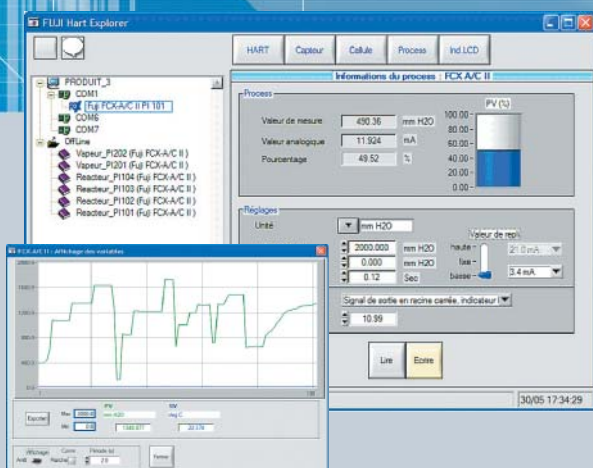 FUJI Hart Explorer
HART Capteur Cellule Process Ind.LCD
PRODUIT_3
COM1
Fuji FCX-A/C II PI 101
COM6
COM7
OffLine
Vapeur_PI202 (Fuji FCX-A/C II)
Vapeur_PI201 (Fuji FCX-A/C II)
Reacteur_PI104 (Fuji FCX-A/C II)
Reacteur_PI103 (Fuji FCX-A/C II)
Reacteur_PI102 (Fuji FCX-A/C II)
Reacteur_PI101 (Fuji FCX-A/C II)
Informations du process : FCX A/C II
Process
Valeur de mesure 490.36 mm H2O
Valeur analogique 11.924 mA
Pourcentage 49.52 %
PV (%)
100.00
80.00
60.00
40.00
20.00
0.00
Réglages
Unité mm H2O
2000.000 mm H2O
0.000 mm H2O
0.12 Sec
Valeur de repli
haute
fixe
basse
3.4 mA
Signal de sortie en racine carrée, indicateur l
10.99
Lire Ecrire
30/05 17:34:29
FCX-A/C II : Affichage des variables
Exporter
Max
Min
PV
mm H2O
SV
deg C
Affichage
Arrêt Marche
Période (s)
Fermer